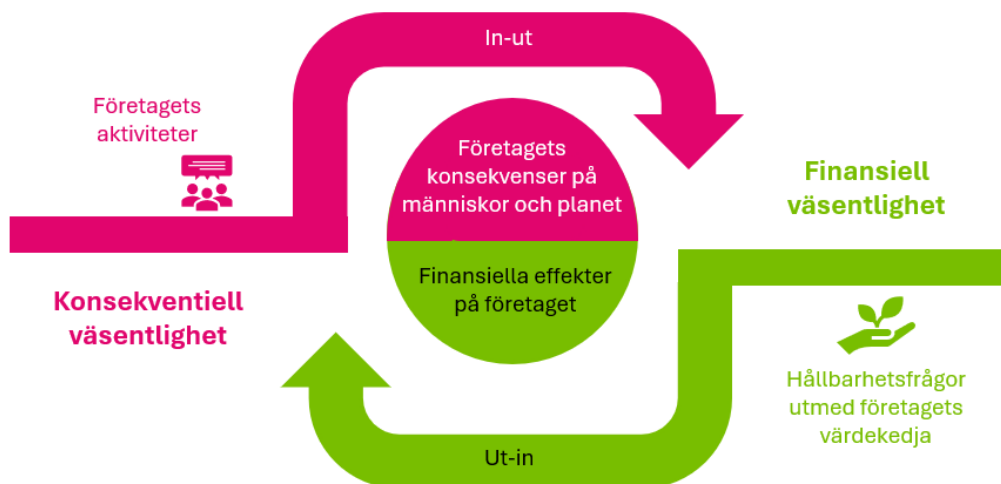 In-ut
Företagets
aktiviteter
Företagets
konsekvenser på
människor och planet
Finansiell
väsentlighet
Konsekventiell
väsentlighet
Finansiella effekter
på företaget
Hållbarhetsfrågor
utmed företagets
värdekedja
Ut-in